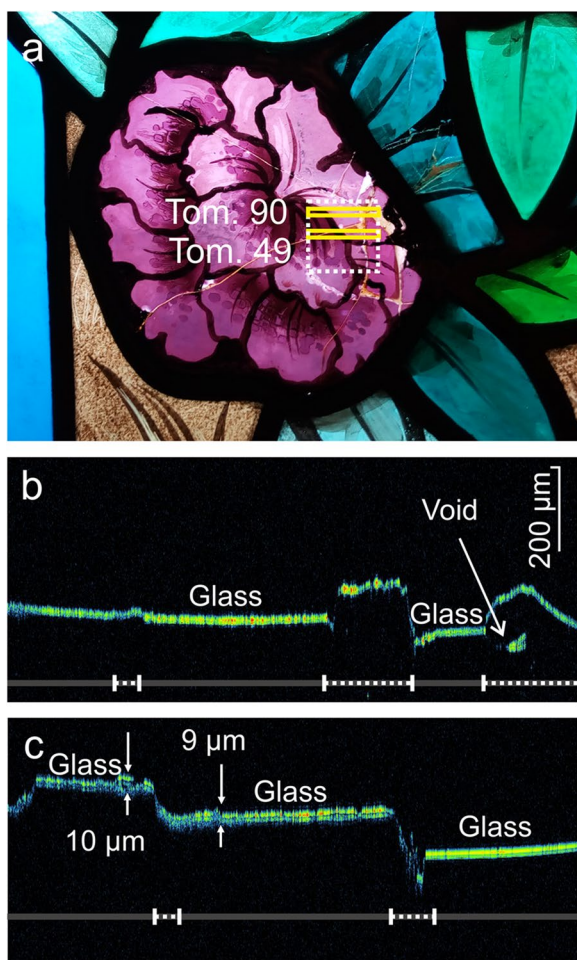 a
Tom. 90
Tom. 49
b
200 µm
Void
Glass
Glass
c
9 µm
Glass
Glass
Glass
10 µm